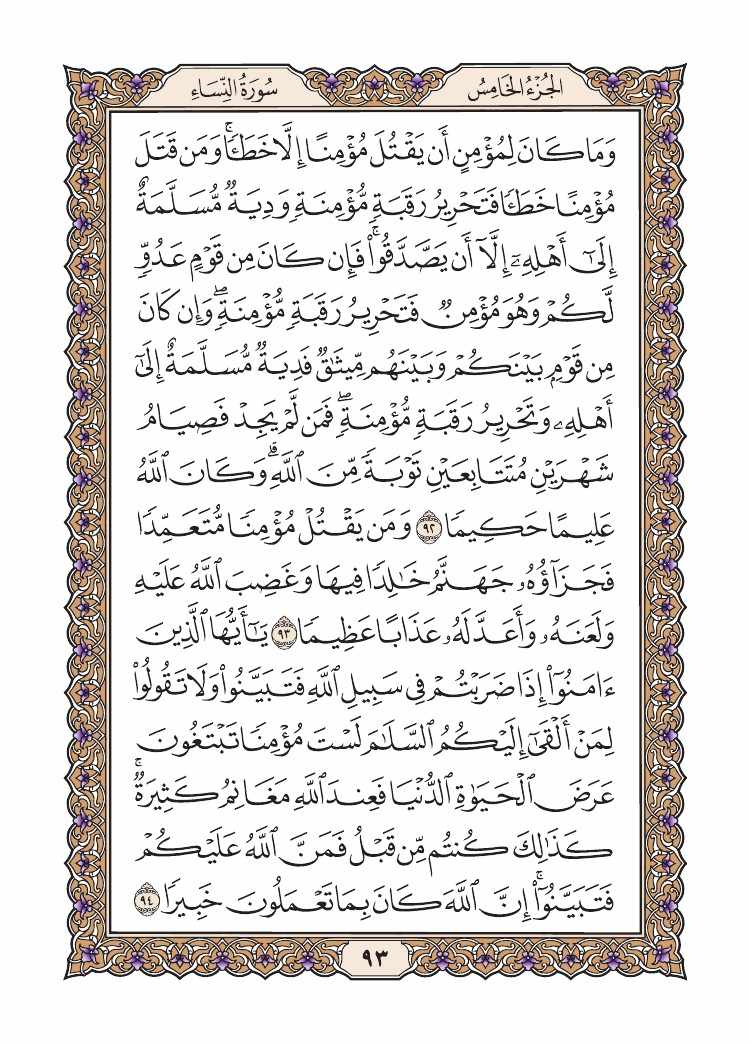 الجُزْءُ الخَامِسُ
سُورَةُ النِّسَاءِ
وَمَا كَانَ لِمُؤْمِنٍ أَن يَقْتُلَ مُؤْمِنًا إِلَّا خَطَـًٔاۚ وَمَن قَتَلَ
مُؤْمِنًا خَطَـًٔا فَتَحْرِيرُ رَقَبَةٍ مُّؤْمِنَةٍ وَدِيَةٌ مُّسَلَّمَةٌ
إِلَىٰٓ أَهْلِهِۦٓ إِلَّآ أَن يَصَّدَّقُوا۟ۚ فَإِن كَانَ مِن قَوْمٍ عَدُوٍّ
لَّكُمْ وَهُوَ مُؤْمِنٌ فَتَحْرِيرُ رَقَبَةٍ مُّؤْمِنَةٍۖ وَإِن كَانَ
مِن قَوْمٍۭ بَيْنَكُمْ وَبَيْنَهُم مِّيثَٰقٌ فَدِيَةٌ مُّسَلَّمَةٌ إِلَىٰٓ
أَهْلِهِۦ وَتَحْرِيرُ رَقَبَةٍ مُّؤْمِنَةٍۖ فَمَن لَّمْ يَجِدْ فَصِيَامُ
شَهْرَيْنِ مُتَتَابِعَيْنِ تَوْبَةً مِّنَ ٱللَّهِۗ وَكَانَ ٱللَّهُ
عَلِيمًا حَكِيمًا ٩٢ وَمَن يَقْتُلْ مُؤْمِنًا مُّتَعَمِّدًا
فَجَزَآؤُهُۥ جَهَنَّمُ خَٰلِدًا فِيهَا وَغَضِبَ ٱللَّهُ عَلَيْهِ
وَلَعَنَهُۥ وَأَعَدَّ لَهُۥ عَذَابًا عَظِيمًا ٩٣ يَٰٓأَيُّهَا ٱلَّذِينَ
ءَامَنُوٓا۟ إِذَا ضَرَبْتُمْ فِى سَبِيلِ ٱللَّهِ فَتَبَيَّنُوا۟ وَلَا تَقُولُوا۟
لِمَنْ أَلْقَىٰٓ إِلَيْكُمُ ٱلسَّلَٰمَ لَسْتَ مُؤْمِنًا تَبْتَغُونَ
عَرَضَ ٱلْحَيَوٰةِ ٱلدُّنْيَا فَعِندَ ٱللَّهِ مَغَانِمُ كَثِيرَةٌۚ
كَذَٰلِكَ كُنتُم مِّن قَبْلُ فَمَنَّ ٱللَّهُ عَلَيْكُمْ
فَتَبَيَّنُوٓا۟ۚ إِنَّ ٱللَّهَ كَانَ بِمَا تَعْمَلُونَ خَبِيرًا ٩٤
٩٣